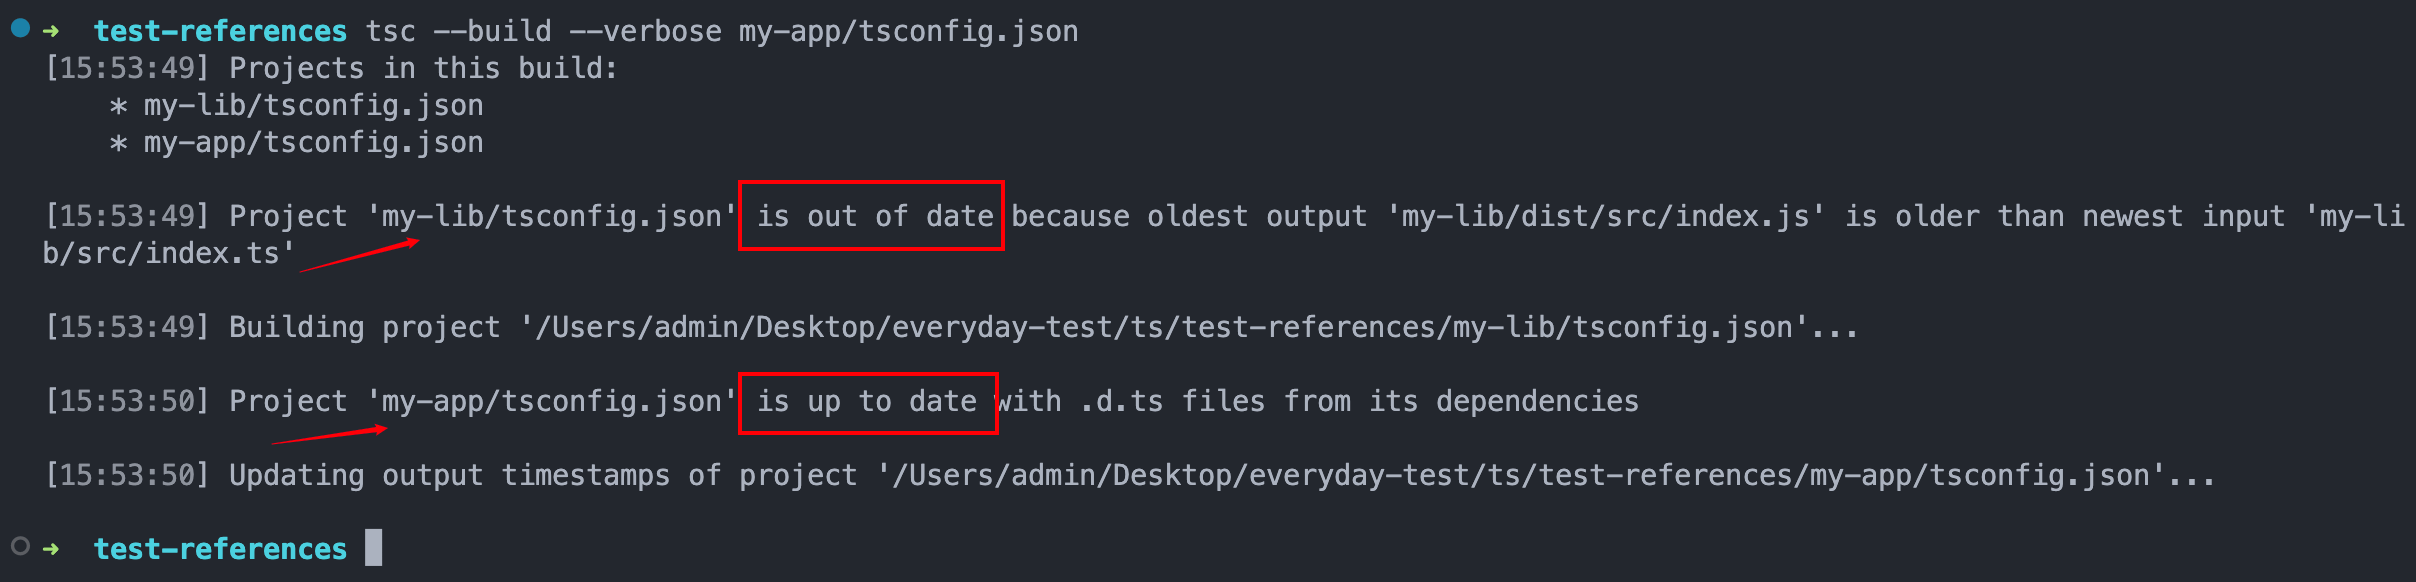 ➜  test-references tsc --build --verbose my-app/tsconfig.json
[15:53:49] Projects in this build:
    * my-lib/tsconfig.json
    * my-app/tsconfig.json
[15:53:49] Project 'my-lib/tsconfig.json' is out of date because oldest output 'my-lib/dist/src/index.js' is older than newest input 'my-li
b/src/index.ts'
[15:53:49] Building project '/Users/admin/Desktop/everyday-test/ts/test-references/my-lib/tsconfig.json'...
[15:53:50] Project 'my-app/tsconfig.json' is up to date with .d.ts files from its dependencies
[15:53:50] Updating output timestamps of project '/Users/admin/Desktop/everyday-test/ts/test-references/my-app/tsconfig.json'...
➜  test-references